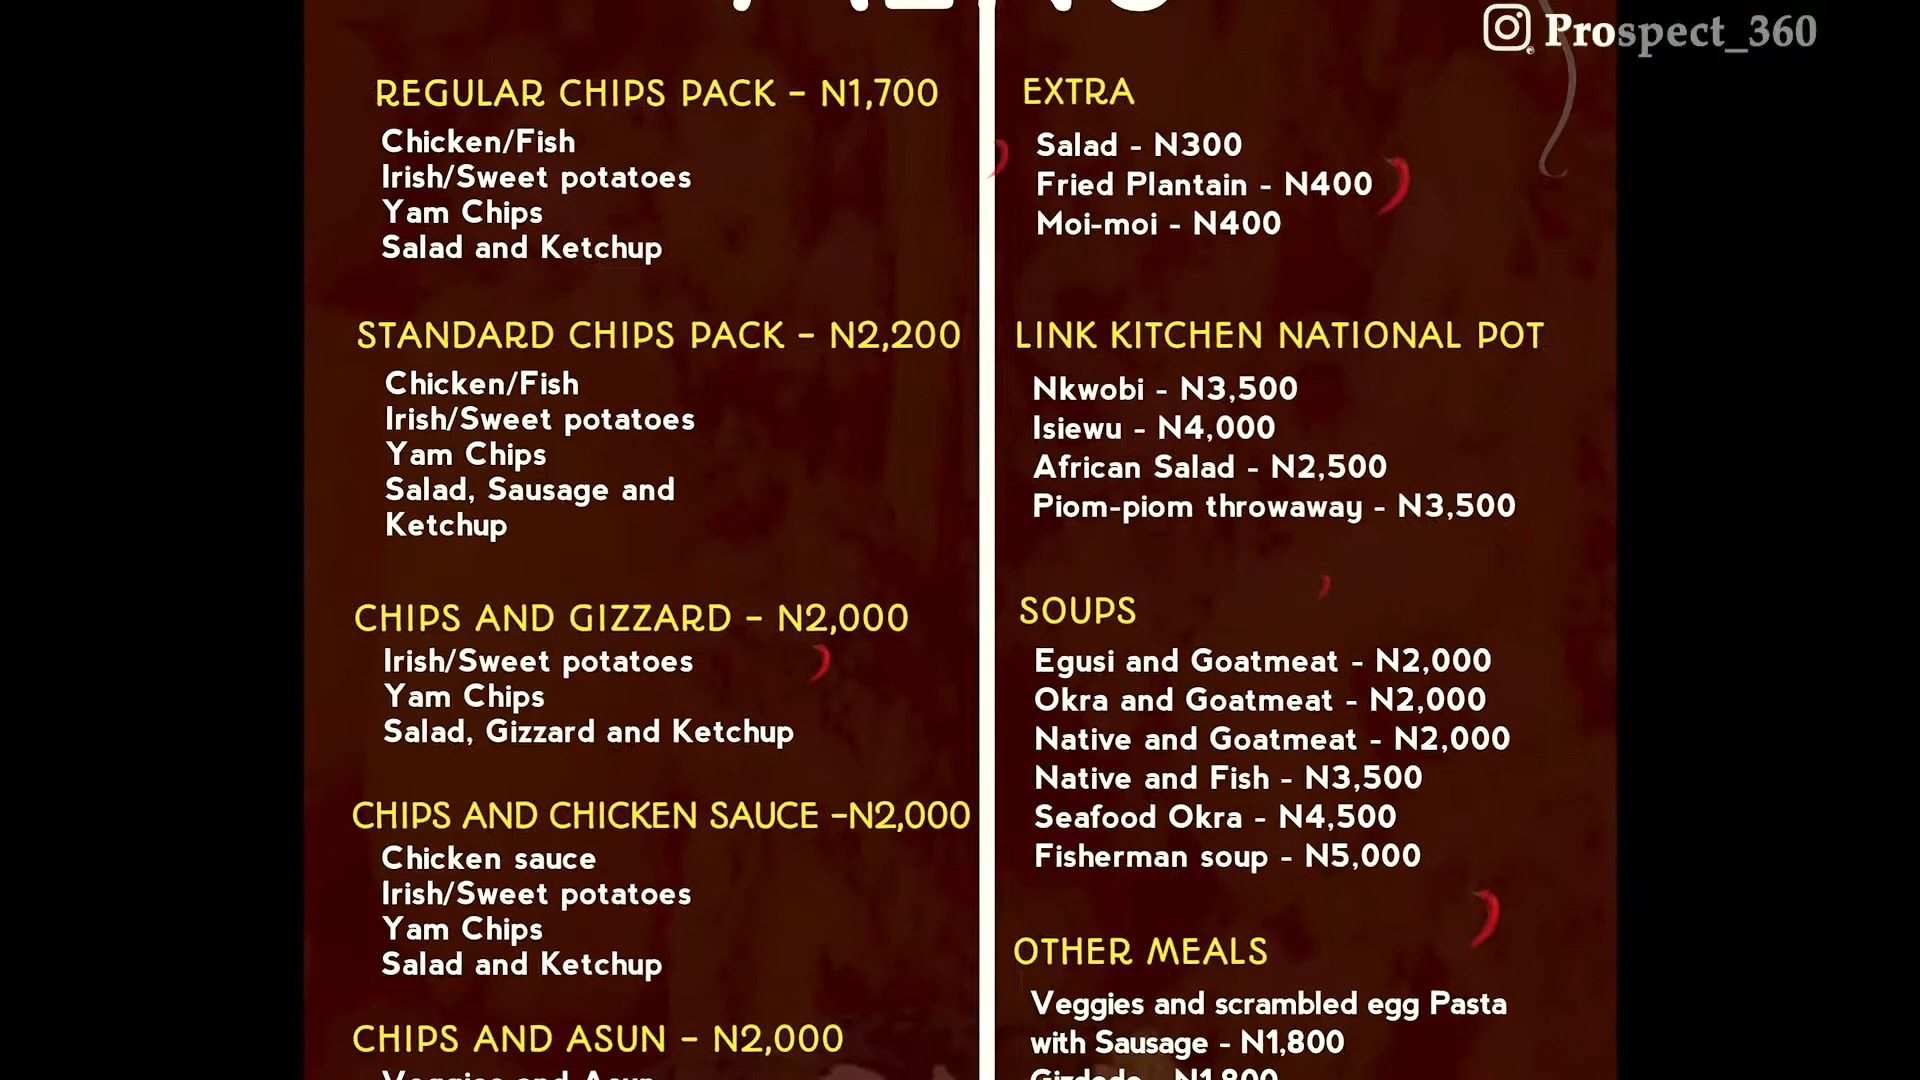 MENU
Prospect_360
REGULAR CHIPS PACK - N1,700
Chicken/Fish
Irish/Sweet potatoes
Yam Chips
Salad and Ketchup
STANDARD CHIPS PACK - N2,200
Chicken/Fish
Irish/Sweet potatoes
Yam Chips
Salad, Sausage and
Ketchup
CHIPS AND GIZZARD - N2,000
Irish/Sweet potatoes
Yam Chips
Salad, Gizzard and Ketchup
CHIPS AND CHICKEN SAUCE -N2,000
Chicken sauce
Irish/Sweet potatoes
Yam Chips
Salad and Ketchup
CHIPS AND ASUN - N2,000
Veggies and Asun
EXTRA
Salad - N300
Fried Plantain - N400
Moi-moi - N400
LINK KITCHEN NATIONAL POT
Nkwobi - N3,500
Isiewu - N4,000
African Salad - N2,500
Piom-piom throwaway - N3,500
SOUPS
Egusi and Goatmeat - N2,000
Okra and Goatmeat - N2,000
Native and Goatmeat - N2,000
Native and Fish - N3,500
Seafood Okra - N4,500
Fisherman soup - N5,000
OTHER MEALS
Veggies and scrambled egg Pasta
with Sausage - N1,800
Gizdodo - N1,800